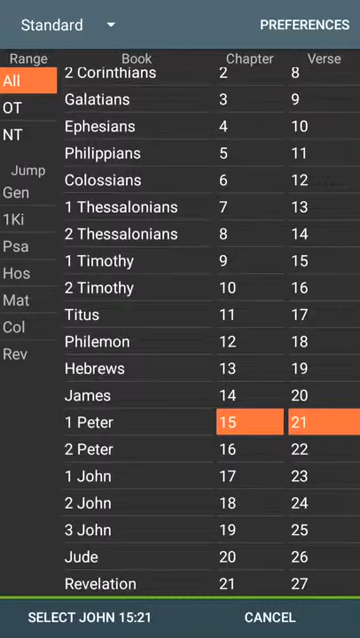 Standard PREFERENCES
Range Book Chapter Verse
All 2 Corinthians 2 8
Galatians 3 9
OT Ephesians 4 10
NT Philippians 5 11
Jump Colossians 6 12
Gen 1 Thessalonians 7 13
1Ki 2 Thessalonians 8 14
Psa 1 Timothy 9 15
Hos 2 Timothy 10 16
Mat Titus 11 17
Col Philemon 12 18
Rev Hebrews 13 19
James 14 20
1 Peter 15 21
2 Peter 16 22
1 John 17 23
2 John 18 24
3 John 19 25
Jude 20 26
Revelation 21 27
SELECT JOHN 15:21 CANCEL